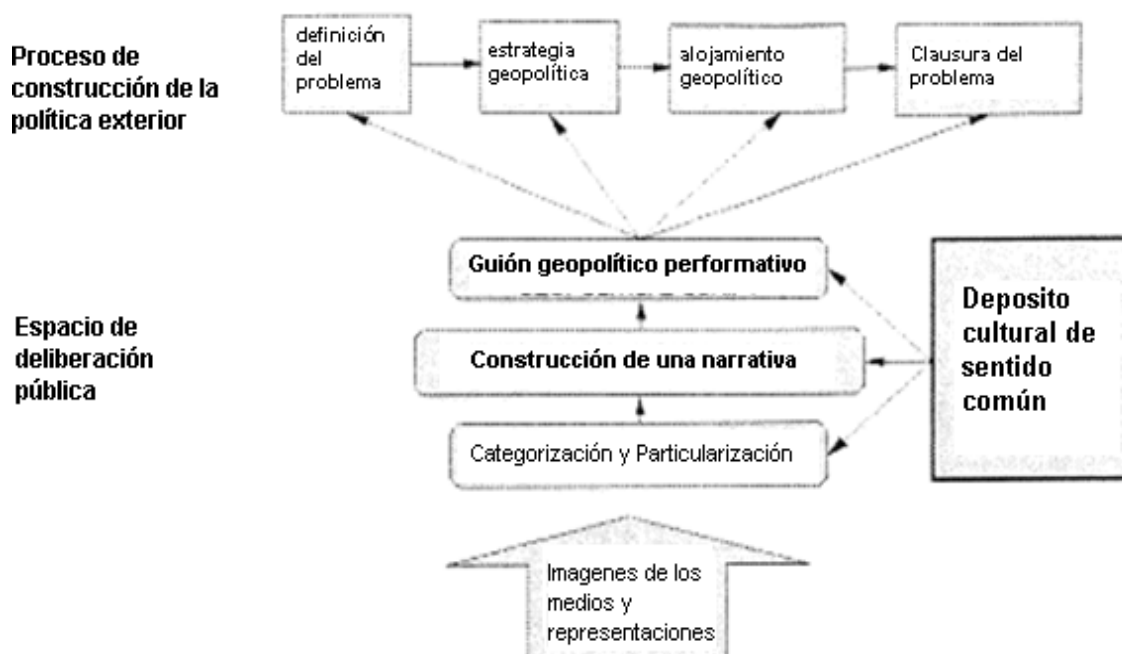 Proceso de
construcción de la
política exterior
definición
del
problema
estrategia
geopolítica
alojamiento
geopolítico
Clausura del
problema
Espacio de
deliberación
pública
Guión geopolítico performativo
Construcción de una narrativa
Categorización y Particularización
Deposito
cultural de
sentido
común
Imagenes de los
medios y
representaciones